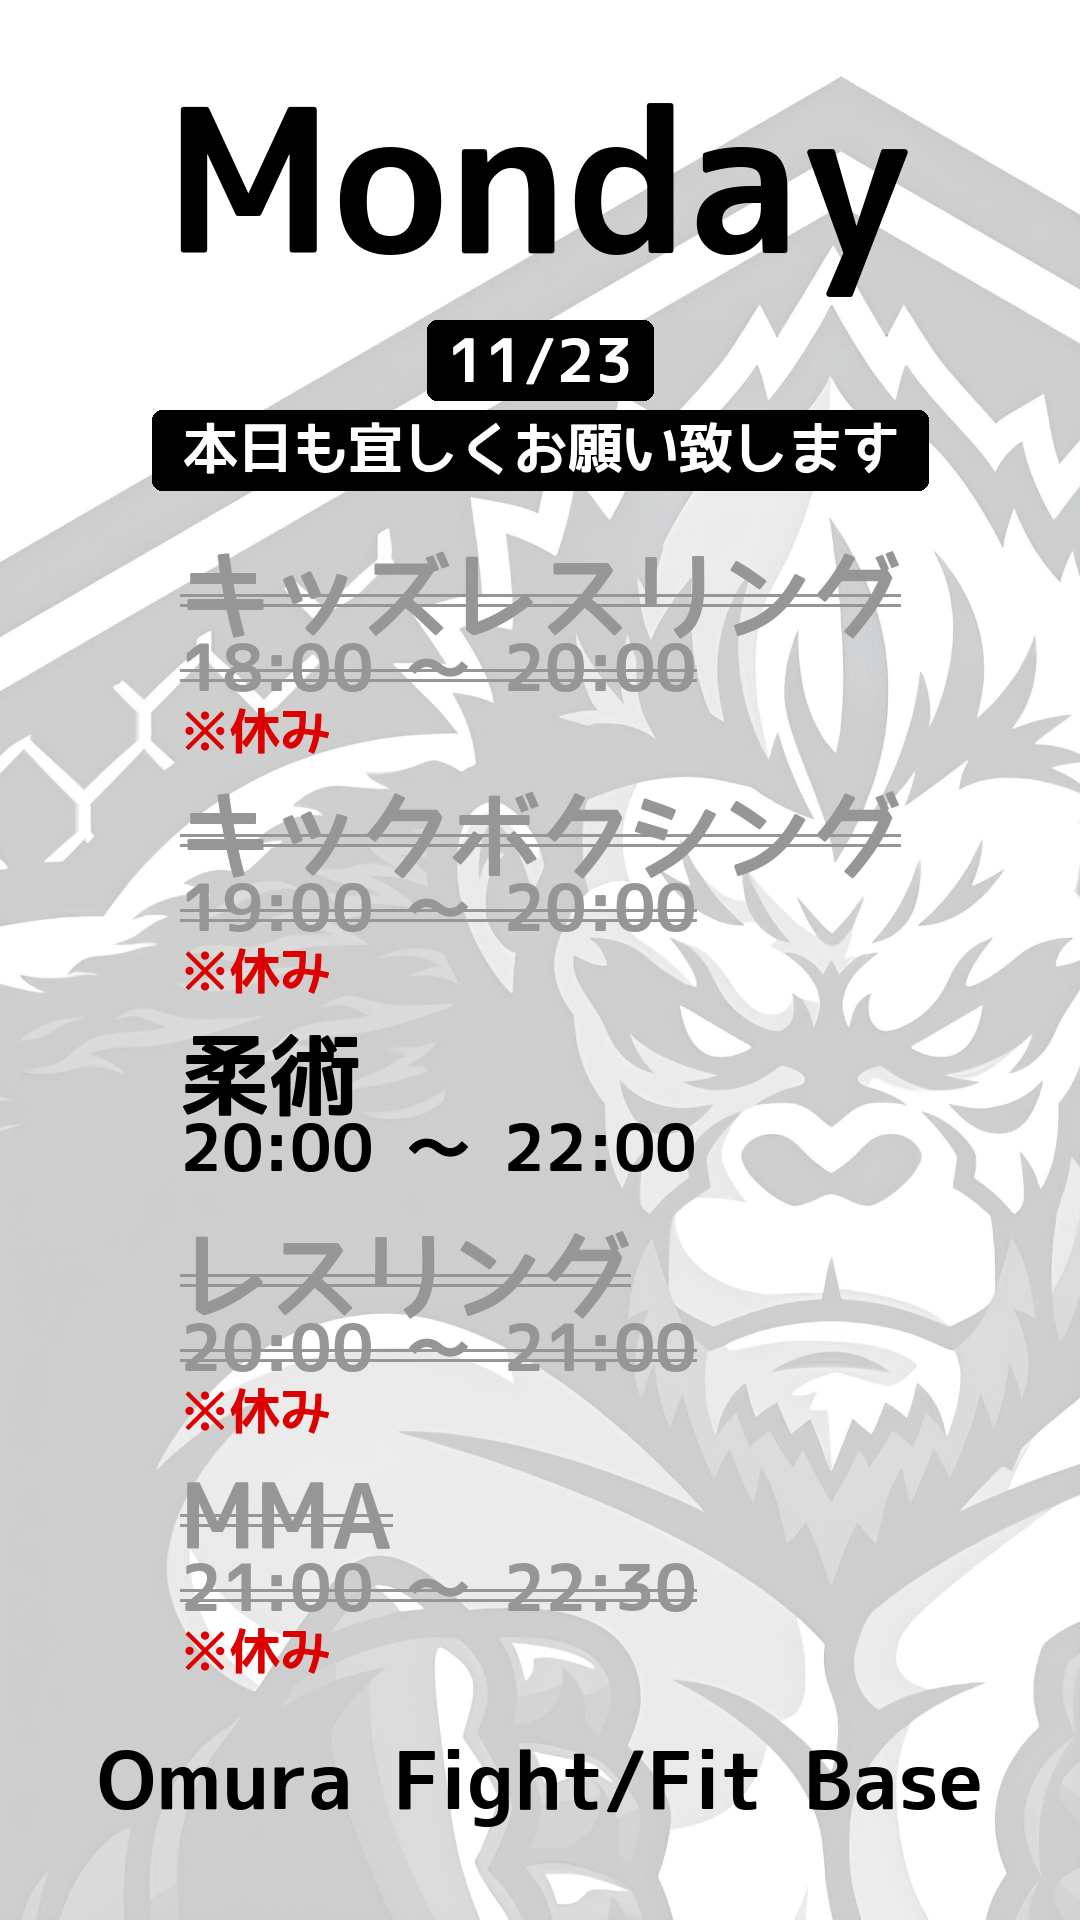 Monday
11/23
本日も宜しくお願い致します
キッズレスリング
18:00 〜 20:00
※休み
キックボクシング
19:00 〜 20:00
※休み
柔術
20:00 〜 22:00
レスリング
20:00 〜 21:00
※休み
MMA
21:00 〜 22:30
※休み
Omura Fight/Fit Base